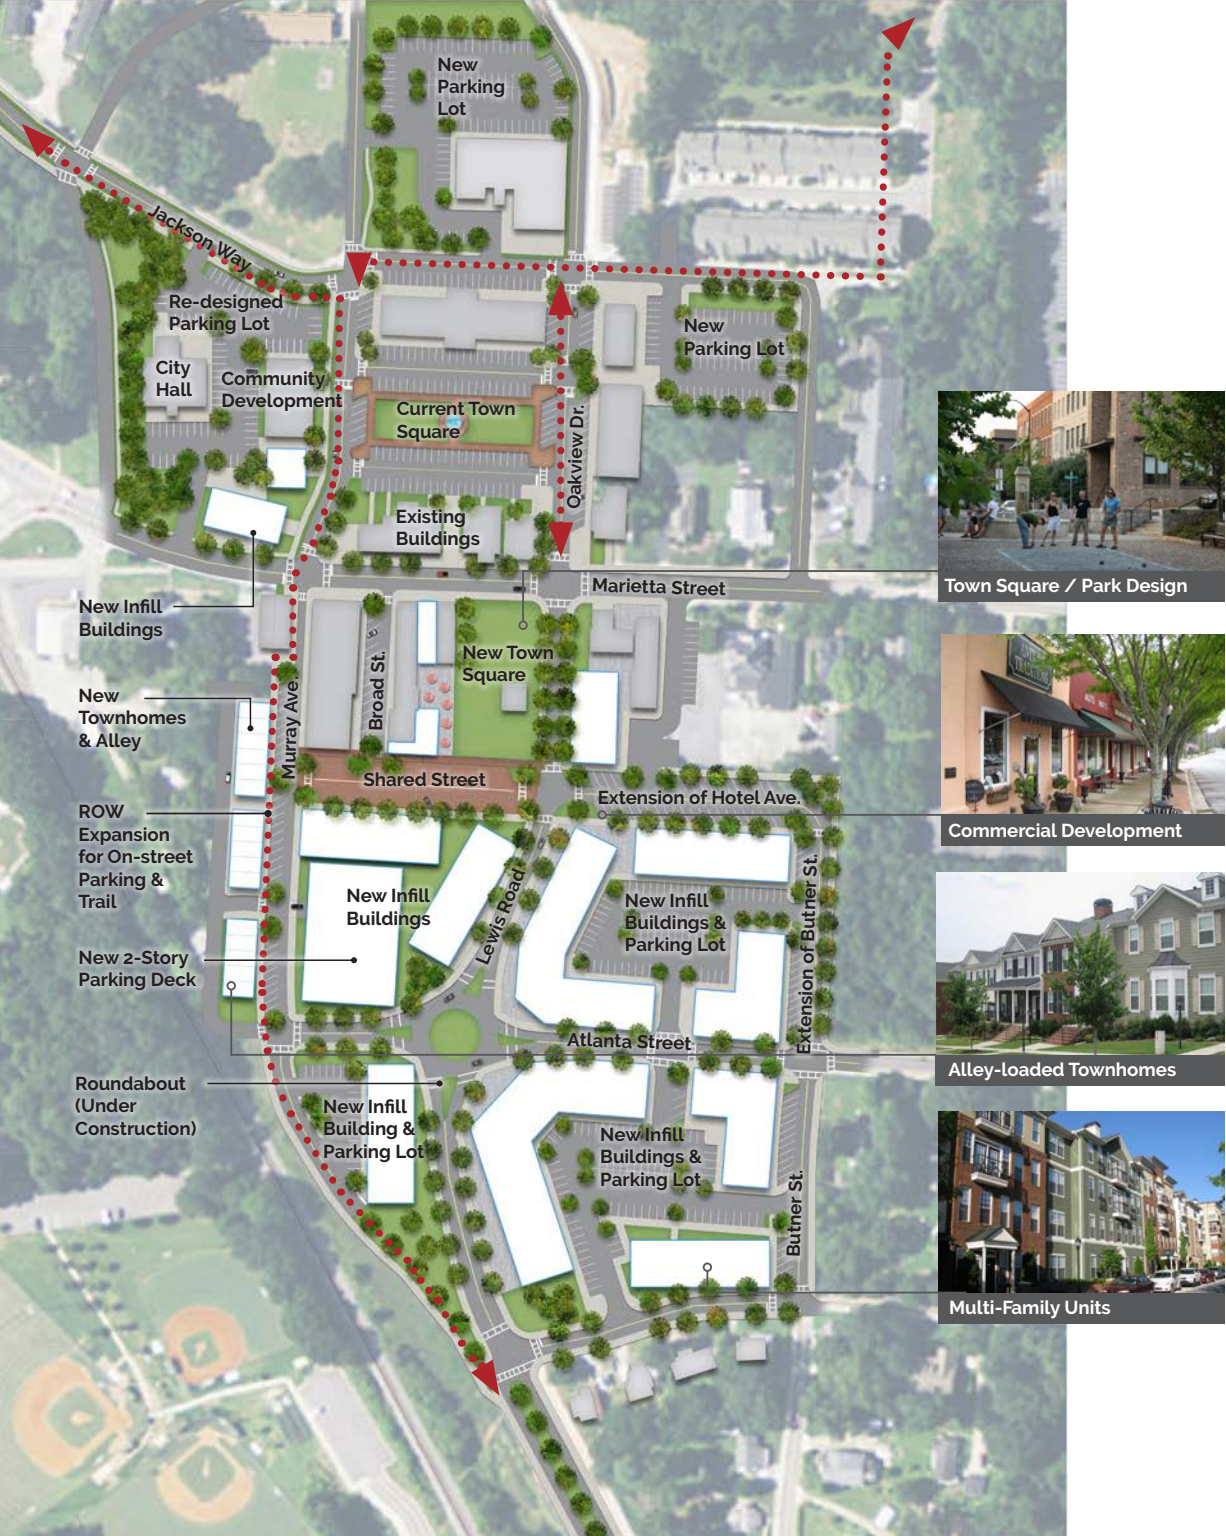 New
Parking
Lot
Jackson Way
Re-designed
Parking Lot
New
Parking Lot
City
Hall
Community
Development
Current Town
Square
Oakview Dr.
Existing
Buildings
Town Square / Park Design
Marietta Street
New Infill
Buildings
New Town
Square
Broad St.
Murray Ave.
New
Townhomes
& Alley
Shared Street
Extension of Hotel Ave.
ROW
Expansion
for On-street
Parking &
Trail
Commercial Development
New Infill
Buildings
Lewis Road
New Infill
Buildings &
Parking Lot
Extension of Butner St.
New 2-Story
Parking Deck
Atlanta Street
Alley-loaded Townhomes
Roundabout
(Under
Construction)
New Infill
Building &
Parking Lot
New Infill
Buildings &
Parking Lot
Butner St.
Multi-Family Units